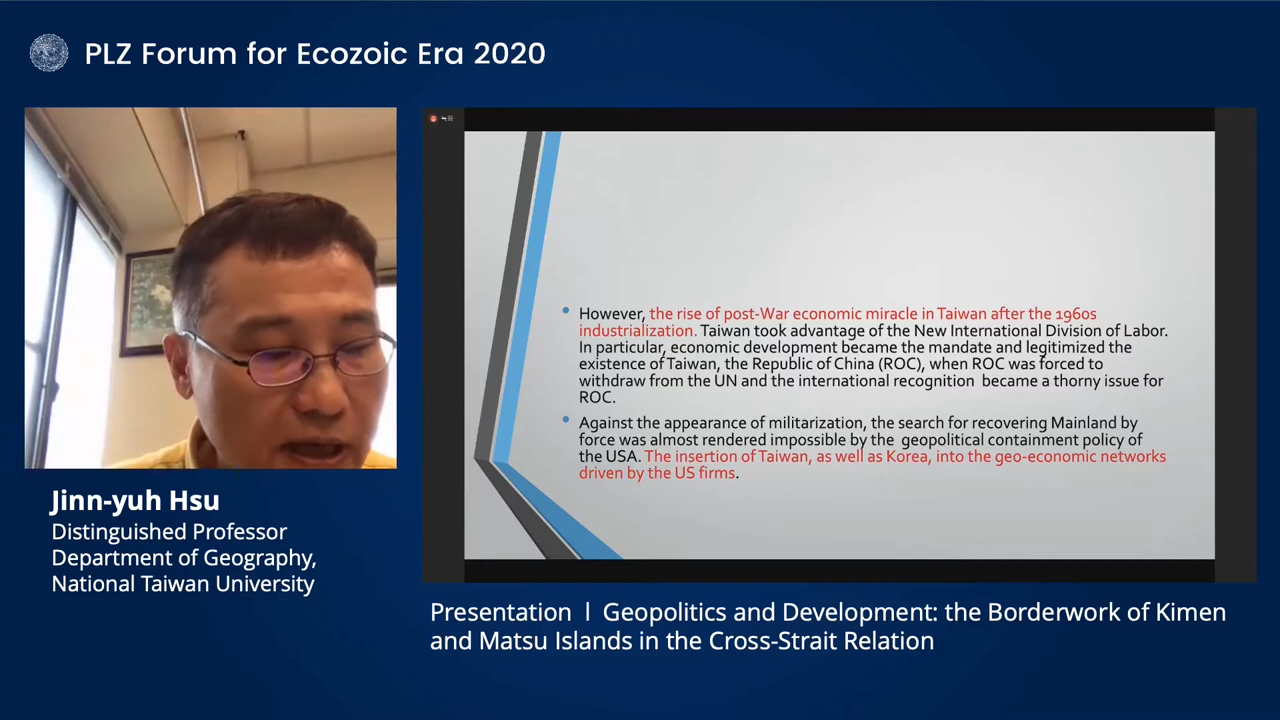 PLZ Forum for Ecozoic Era 2020
However, the rise of post-War economic miracle in Taiwan after the 1960s
industrialization. Taiwan took advantage of the New International Division of Labor.
In particular, economic development became the mandate and legitimized the
existence of Taiwan, the Republic of China (ROC), when ROC was forced to
withdraw from the UN and the international recognition became a thorny issue for
ROC.
Against the appearance of militarization, the search for recovering Mainland by
force was almost rendered impossible by the geopolitical containment policy of
the USA. The insertion of Taiwan, as well as Korea, into the geo-economic networks
driven by the US firms.
Jinn-yuh Hsu
Distinguished Professor
Department of Geography,
National Taiwan University
Presentation l Geopolitics and Development: the Borderwork of Kimen
and Matsu Islands in the Cross-Strait Relation